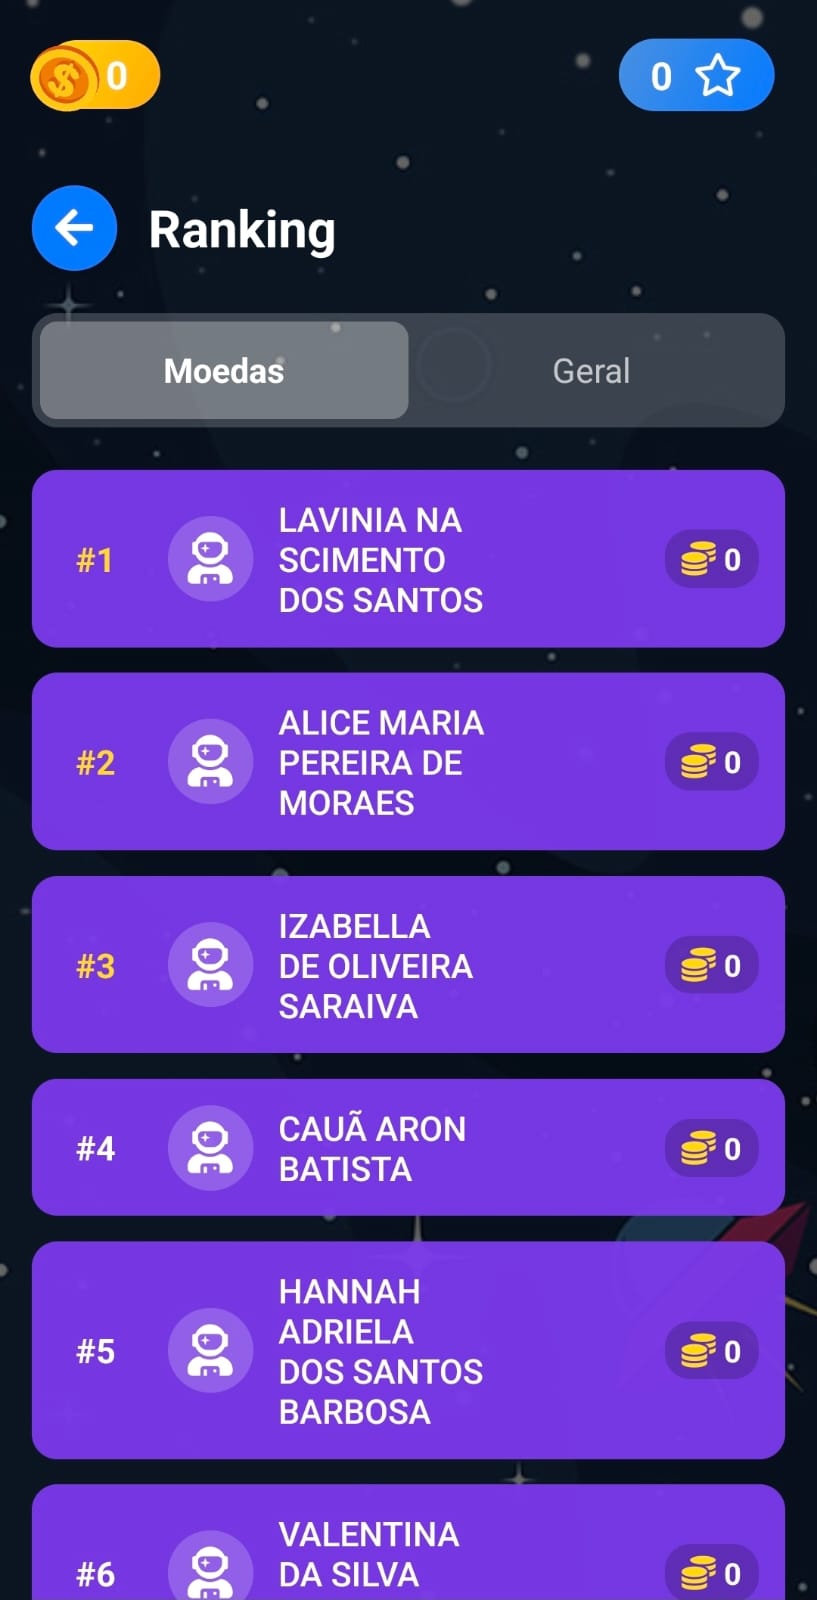 0
0
Ranking
Moedas
Geral
#1
LAVINIA NA
SCIMENTO
DOS SANTOS
0
#2
ALICE MARIA
PEREIRA DE
MORAES
0
#3
IZABELLA
DE OLIVEIRA
SARAIVA
0
#4
CAUÃ ARON
BATISTA
0
#5
HANNAH
ADRIELA
DOS SANTOS
BARBOSA
0
#6
VALENTINA
DA SILVA
0